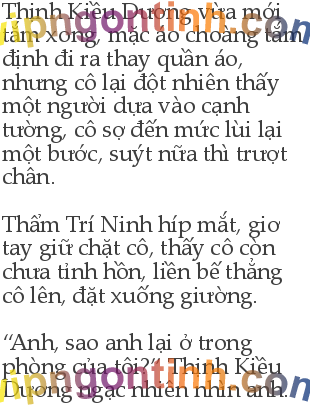 Thịnh Kiều Dương vừa mới
tắm xong, mặc áo choàng tắm
định đi ra thay quần áo,
nhưng cô lại đột nhiên thấy
một người dựa vào cạnh
tường, cô sợ đến mức lùi lại
một bước, suýt nữa thì trượt
chân.
Thẩm Trí Ninh híp mắt, giơ
tay giữ chặt cô, thấy cô còn
chưa tỉnh hồn, liền bế thẳng
cô lên, đặt xuống giường.
“Anh, sao anh lại ở trong
phòng của tôi?“ Thịnh Kiều
Dương ngạc nhiên nhìn anh.